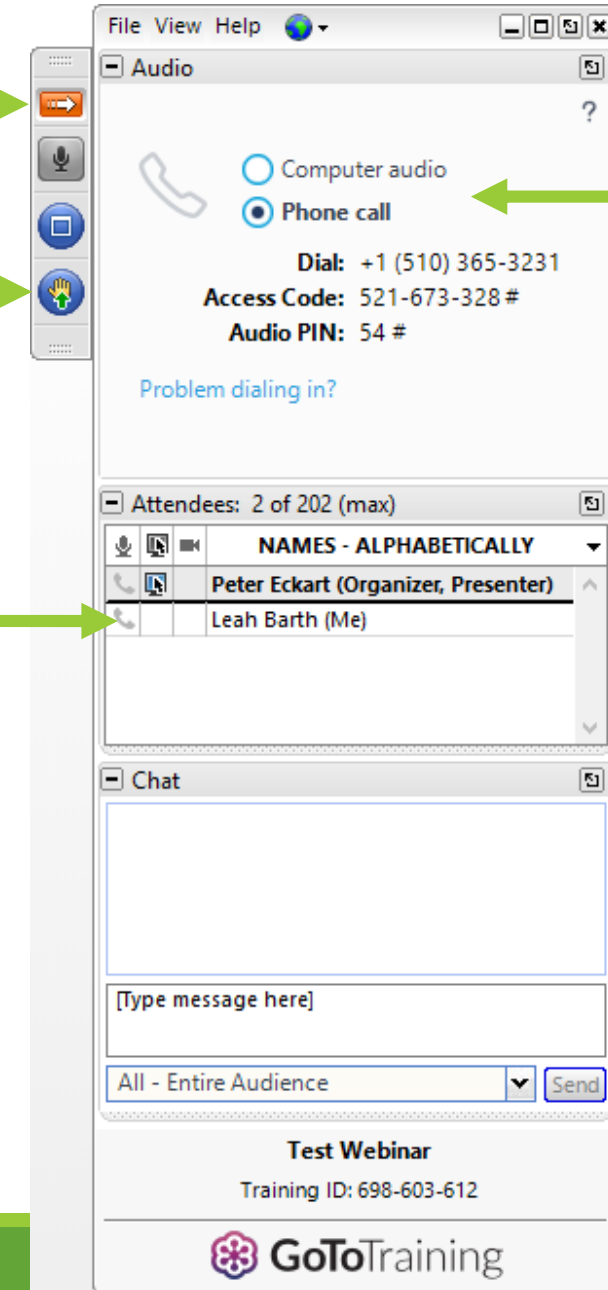 File View Help
Audio
?
Computer audio
Phone call
Dial: +1 (510) 365-3231
Access Code: 521-673-328 #
Audio PIN: 54 #
Problem dialing in?
Attendees: 2 of 202 (max)
NAMES - ALPHABETICALLY
Peter Eckart (Organizer, Presenter)
Leah Barth (Me)
Chat
[Type message here]
All - Entire Audience Send
Test Webinar
Training ID: 698-603-612
GoToTraining